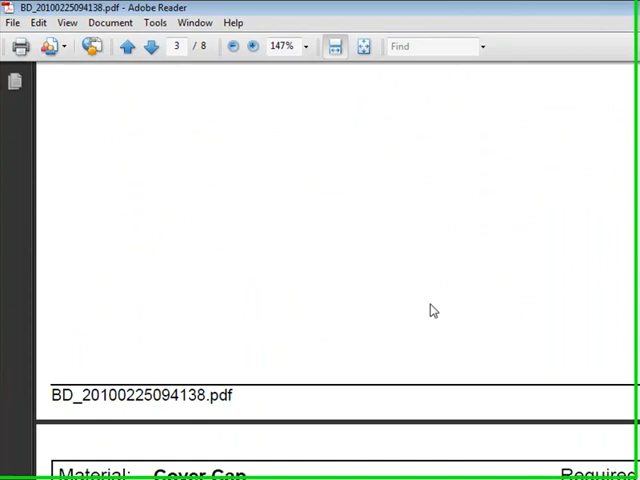 BD_20100225094138.pdf - Adobe Reader
File Edit View Document Tools Window Help
3 / 8 147% Find
BD_20100225094138.pdf
Material: Cover Cap Required